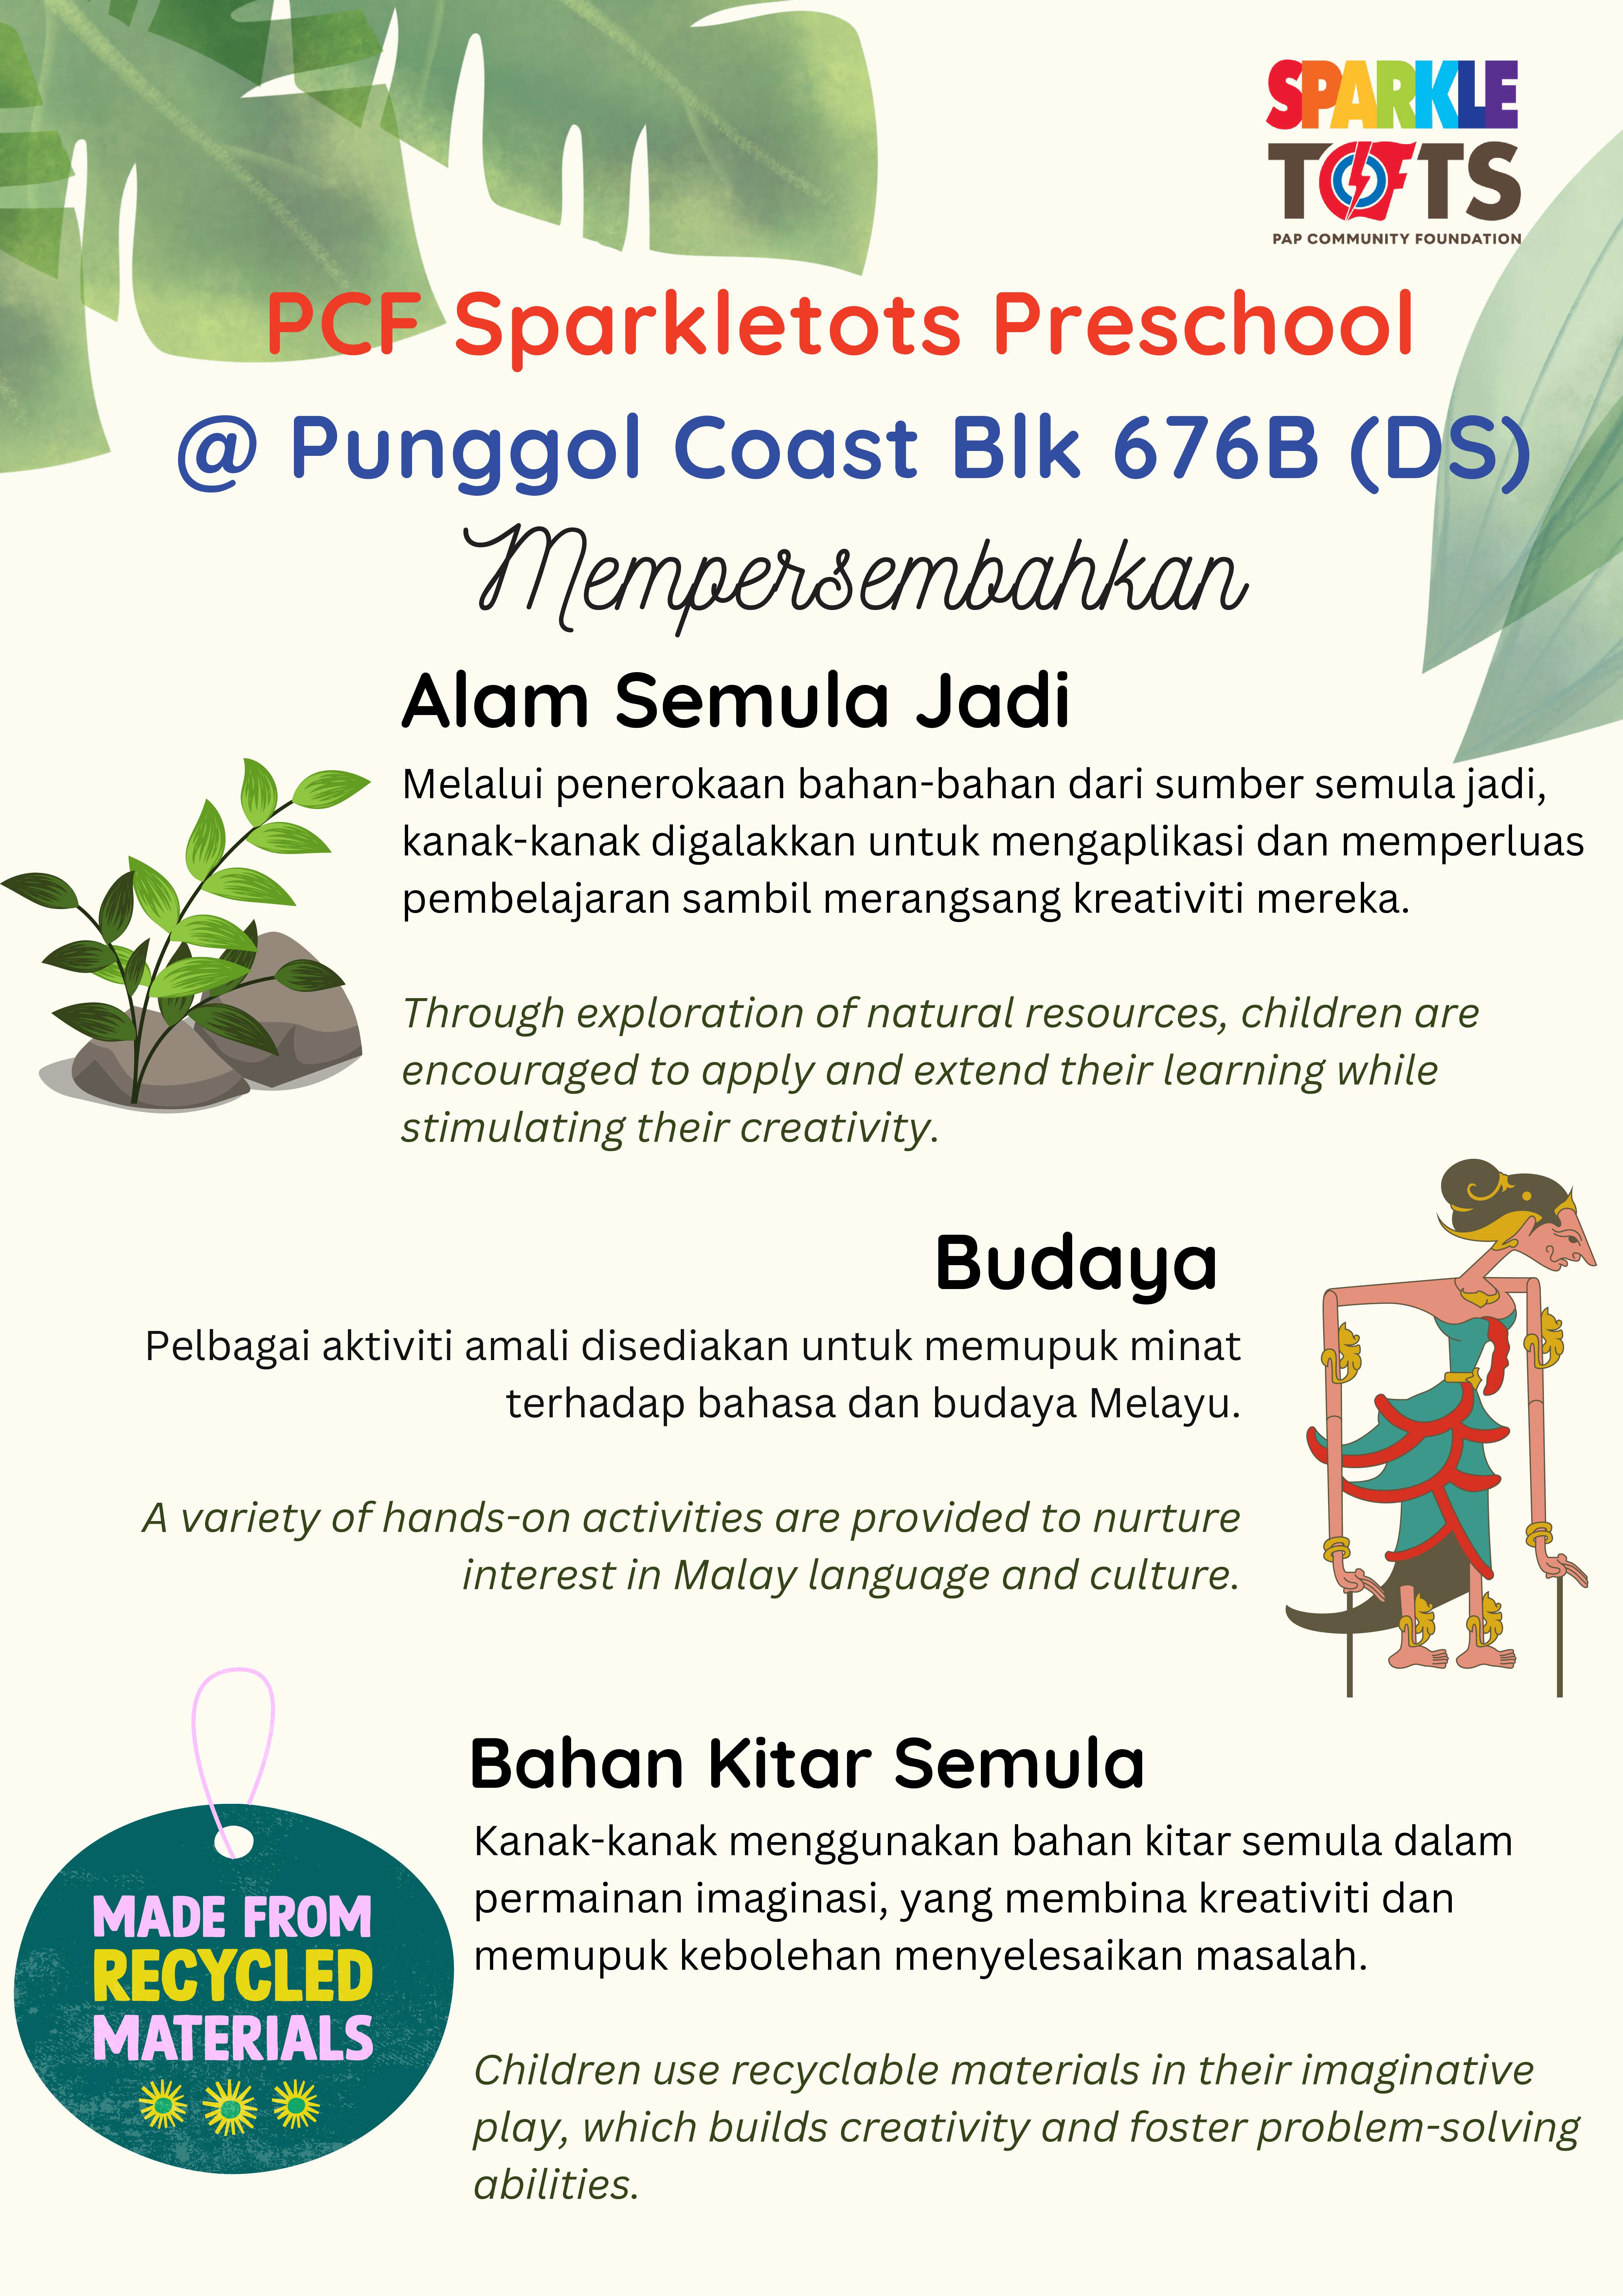 SPARKLE
TOTS
PAP COMMUNITY FOUNDATION
PCF Sparkletots Preschool
@ Punggol Coast Blk 676B (DS)
Mempersembahkan
Alam Semula Jadi
Melalui penerokaan bahan-bahan dari sumber semula jadi,
kanak-kanak digalakkan untuk mengaplikasi dan memperluas
pembelajaran sambil merangsang kreativiti mereka.
Through exploration of natural resources, children are
encouraged to apply and extend their learning while
stimulating their creativity.
Budaya
Pelbagai aktiviti amali disediakan untuk memupuk minat
terhadap bahasa dan budaya Melayu.
A variety of hands-on activities are provided to nurture
interest in Malay language and culture.
Bahan Kitar Semula
Kanak-kanak menggunakan bahan kitar semula dalam
permainan imaginasi, yang membina kreativiti dan
memupuk kebolehan menyelesaikan masalah.
Children use recyclable materials in their imaginative
play, which builds creativity and foster problem-solving
abilities.
MADE FROM
RECYCLED
MATERIALS